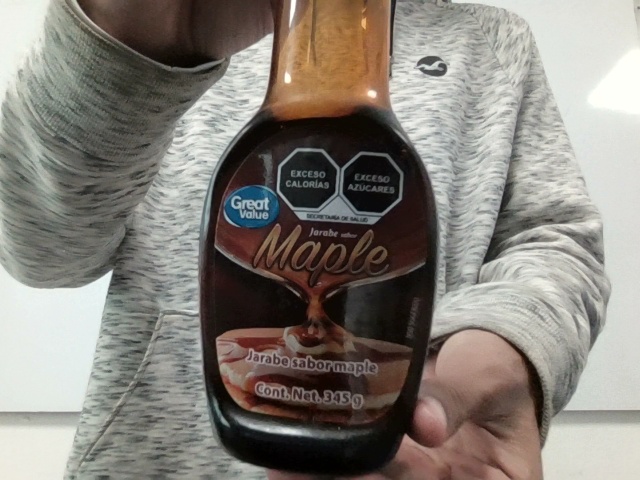 EXCESO
CALORÍAS
EXCESO
AZÚCARES
SECRETARÍA DE SALUD
Great
Value
Jarabe sabor
Maple
Jarabe sabor maple
Cont. Net. 345 g